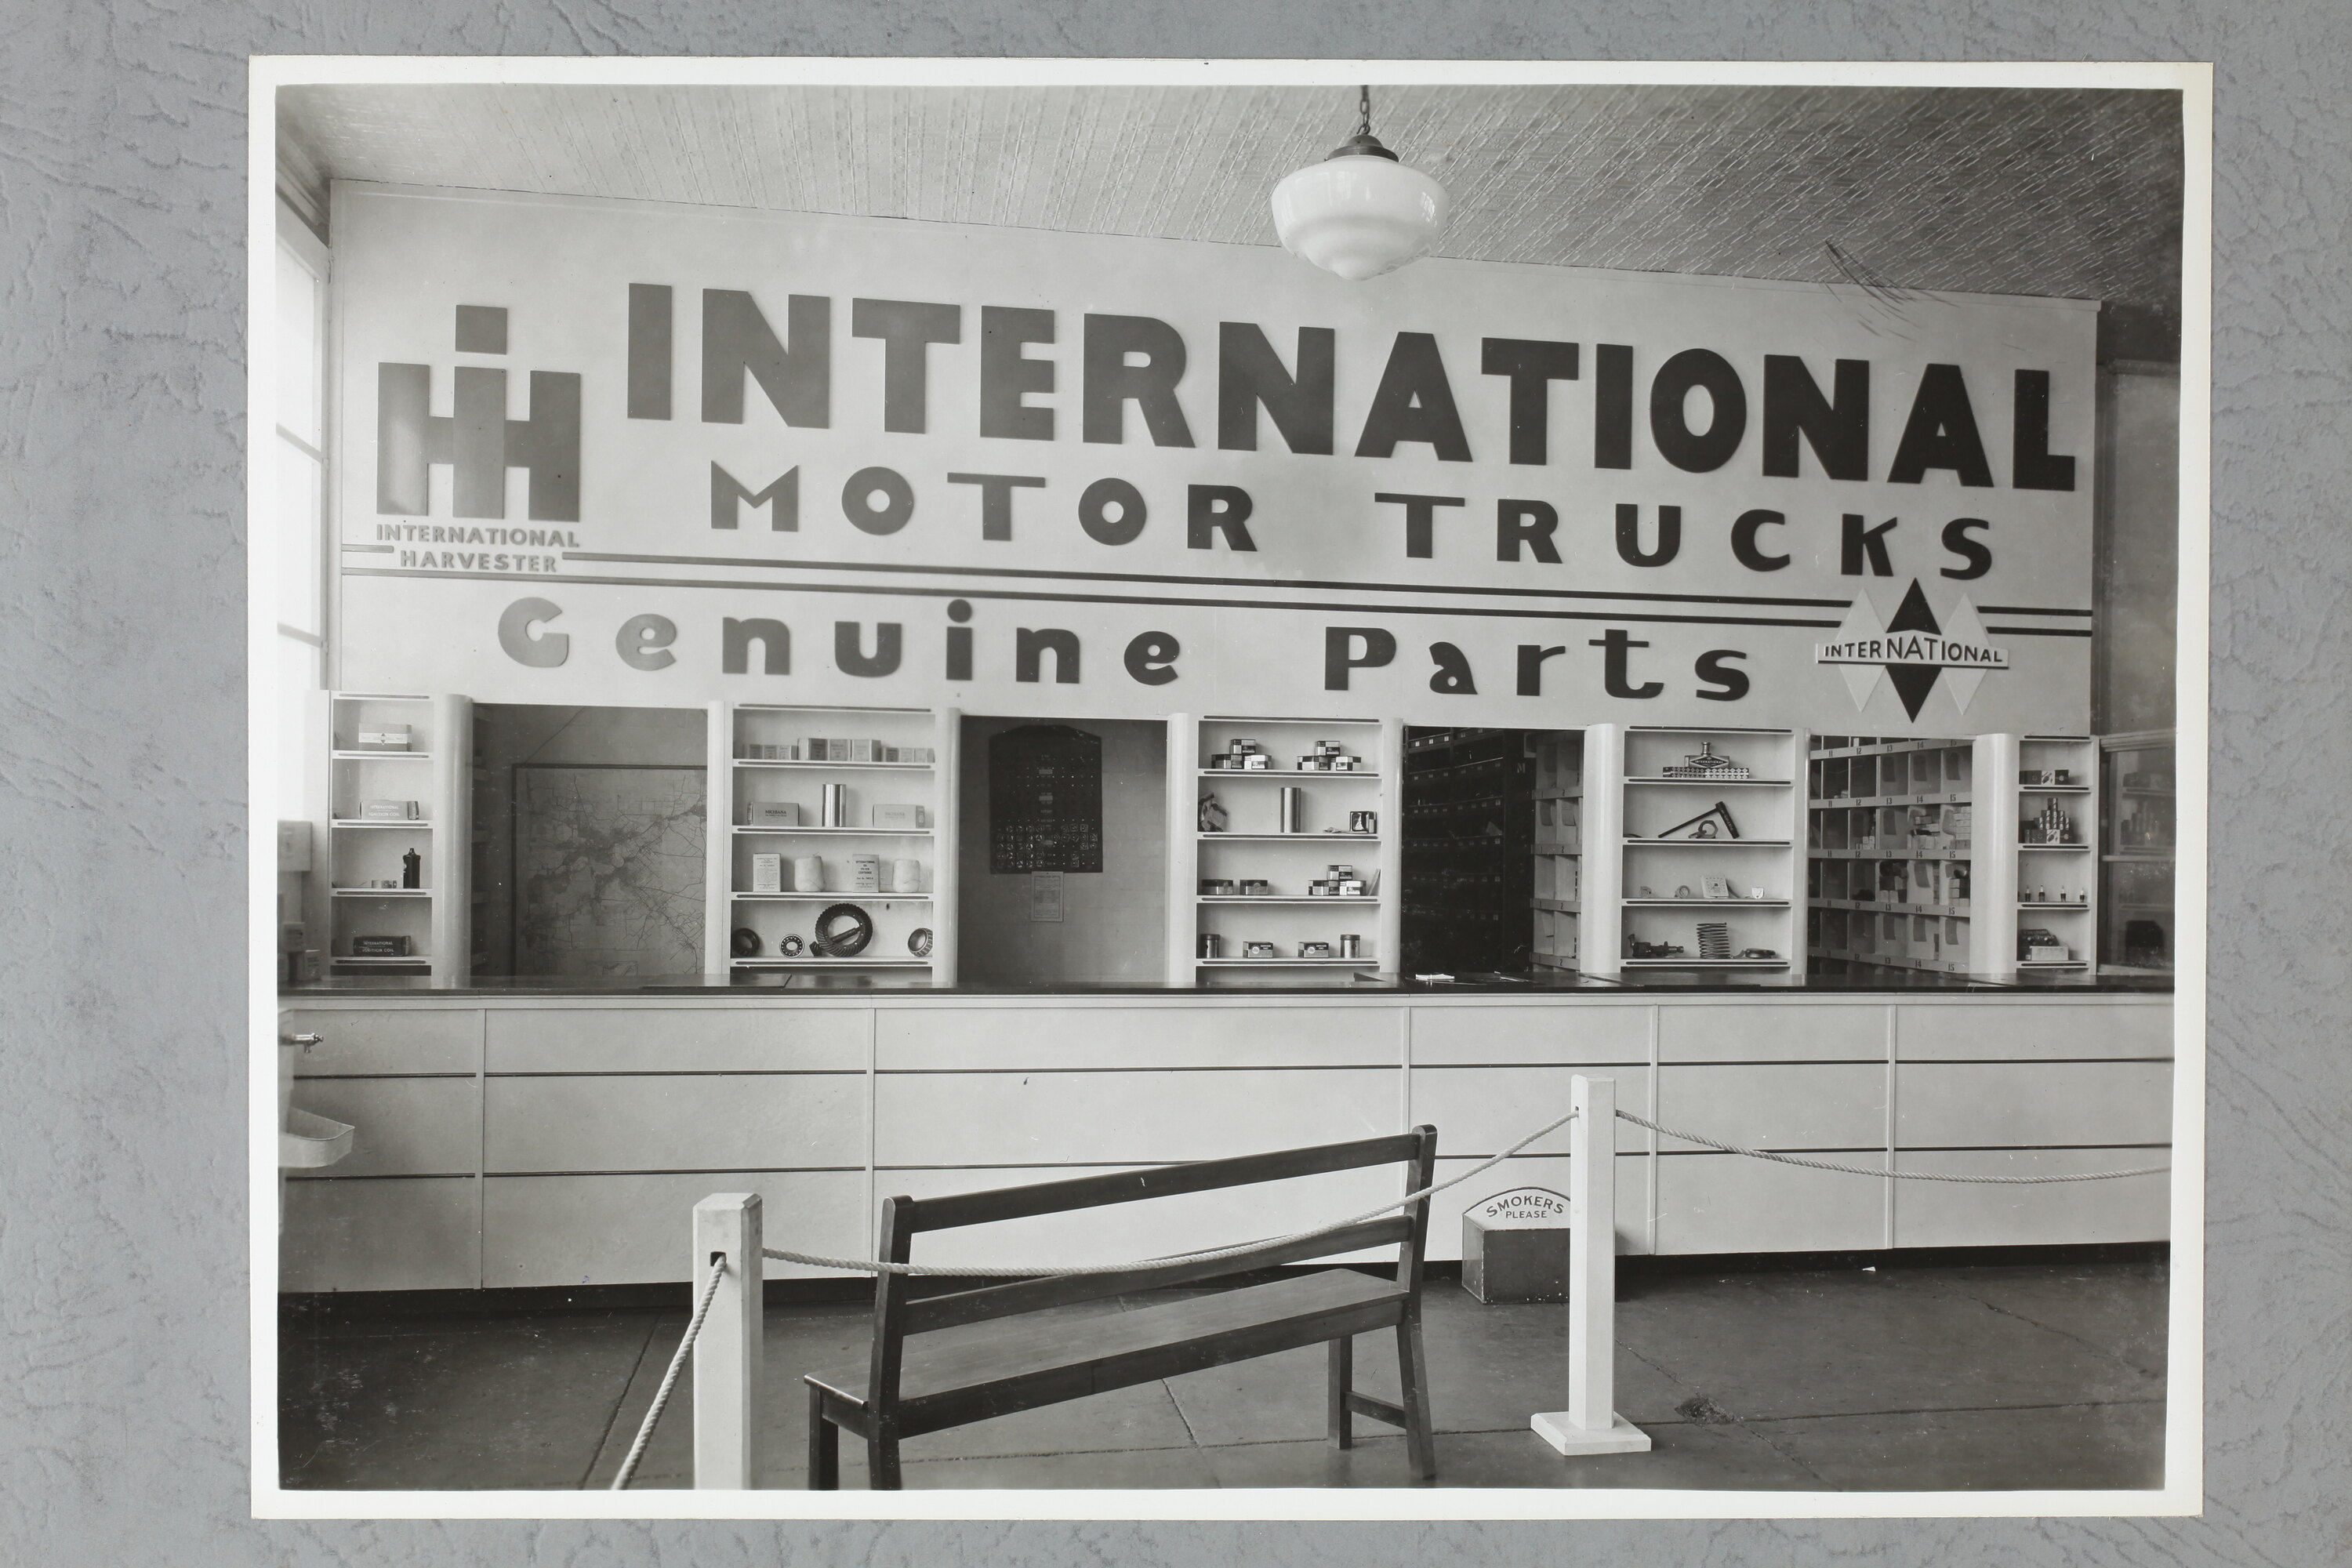 INTERNATIONAL
MOTOR TRUCKS
INTERNATIONAL
HARVESTER
Genuine Parts
INTERNATIONAL
SMOKERS
PLEASE